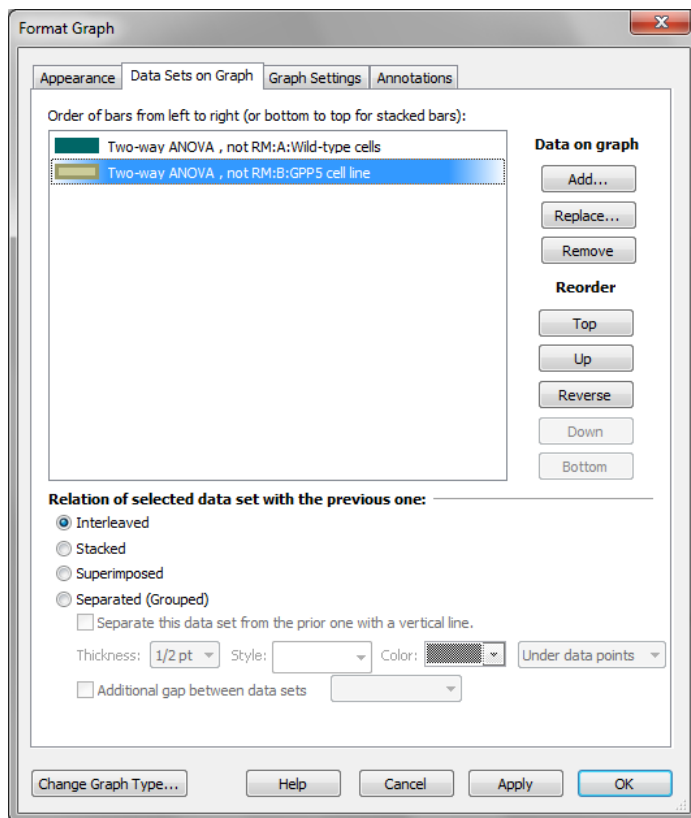 Format Graph
Appearance Data Sets on Graph Graph Settings Annotations
Order of bars from left to right (or bottom to top for stacked bars):
Two-way ANOVA , not RM:A:Wild-type cells
Two-way ANOVA , not RM:B:GPP5 cell line
Data on graph
Add...
Replace...
Remove
Reorder
Top
Up
Reverse
Down
Bottom
Relation of selected data set with the previous one:
Interleaved
Stacked
Superimposed
Separated (Grouped)
Separate this data set from the prior one with a vertical line.
Thickness: 1/2 pt Style: Color: Under data points
Additional gap between data sets
Change Graph Type... Help Cancel Apply OK